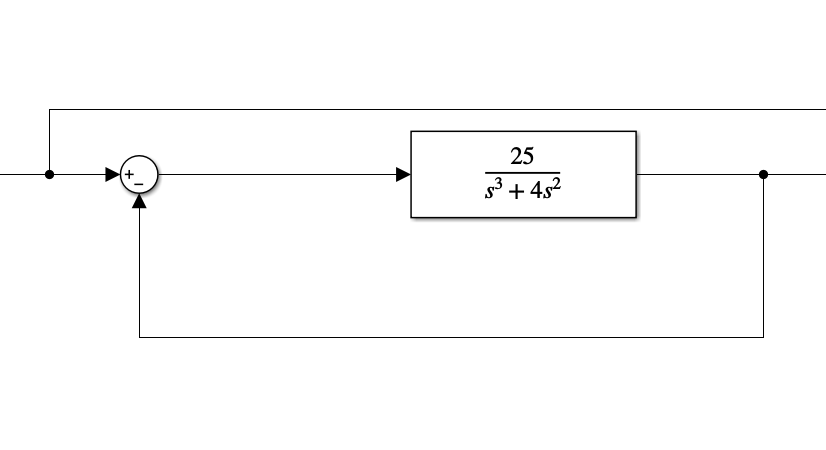 25
+
s³ + 4s²
−